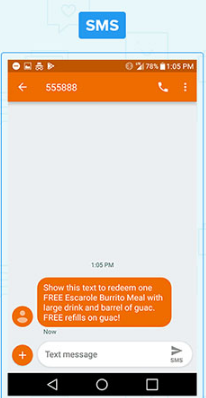 SMS
78% 1:05 PM
555888
1:05 PM
Show this text to redeem one
FREE Escarole Burrito Meal with
large drink and barrel of guac.
FREE refills on guac!
Now
Text message
SMS